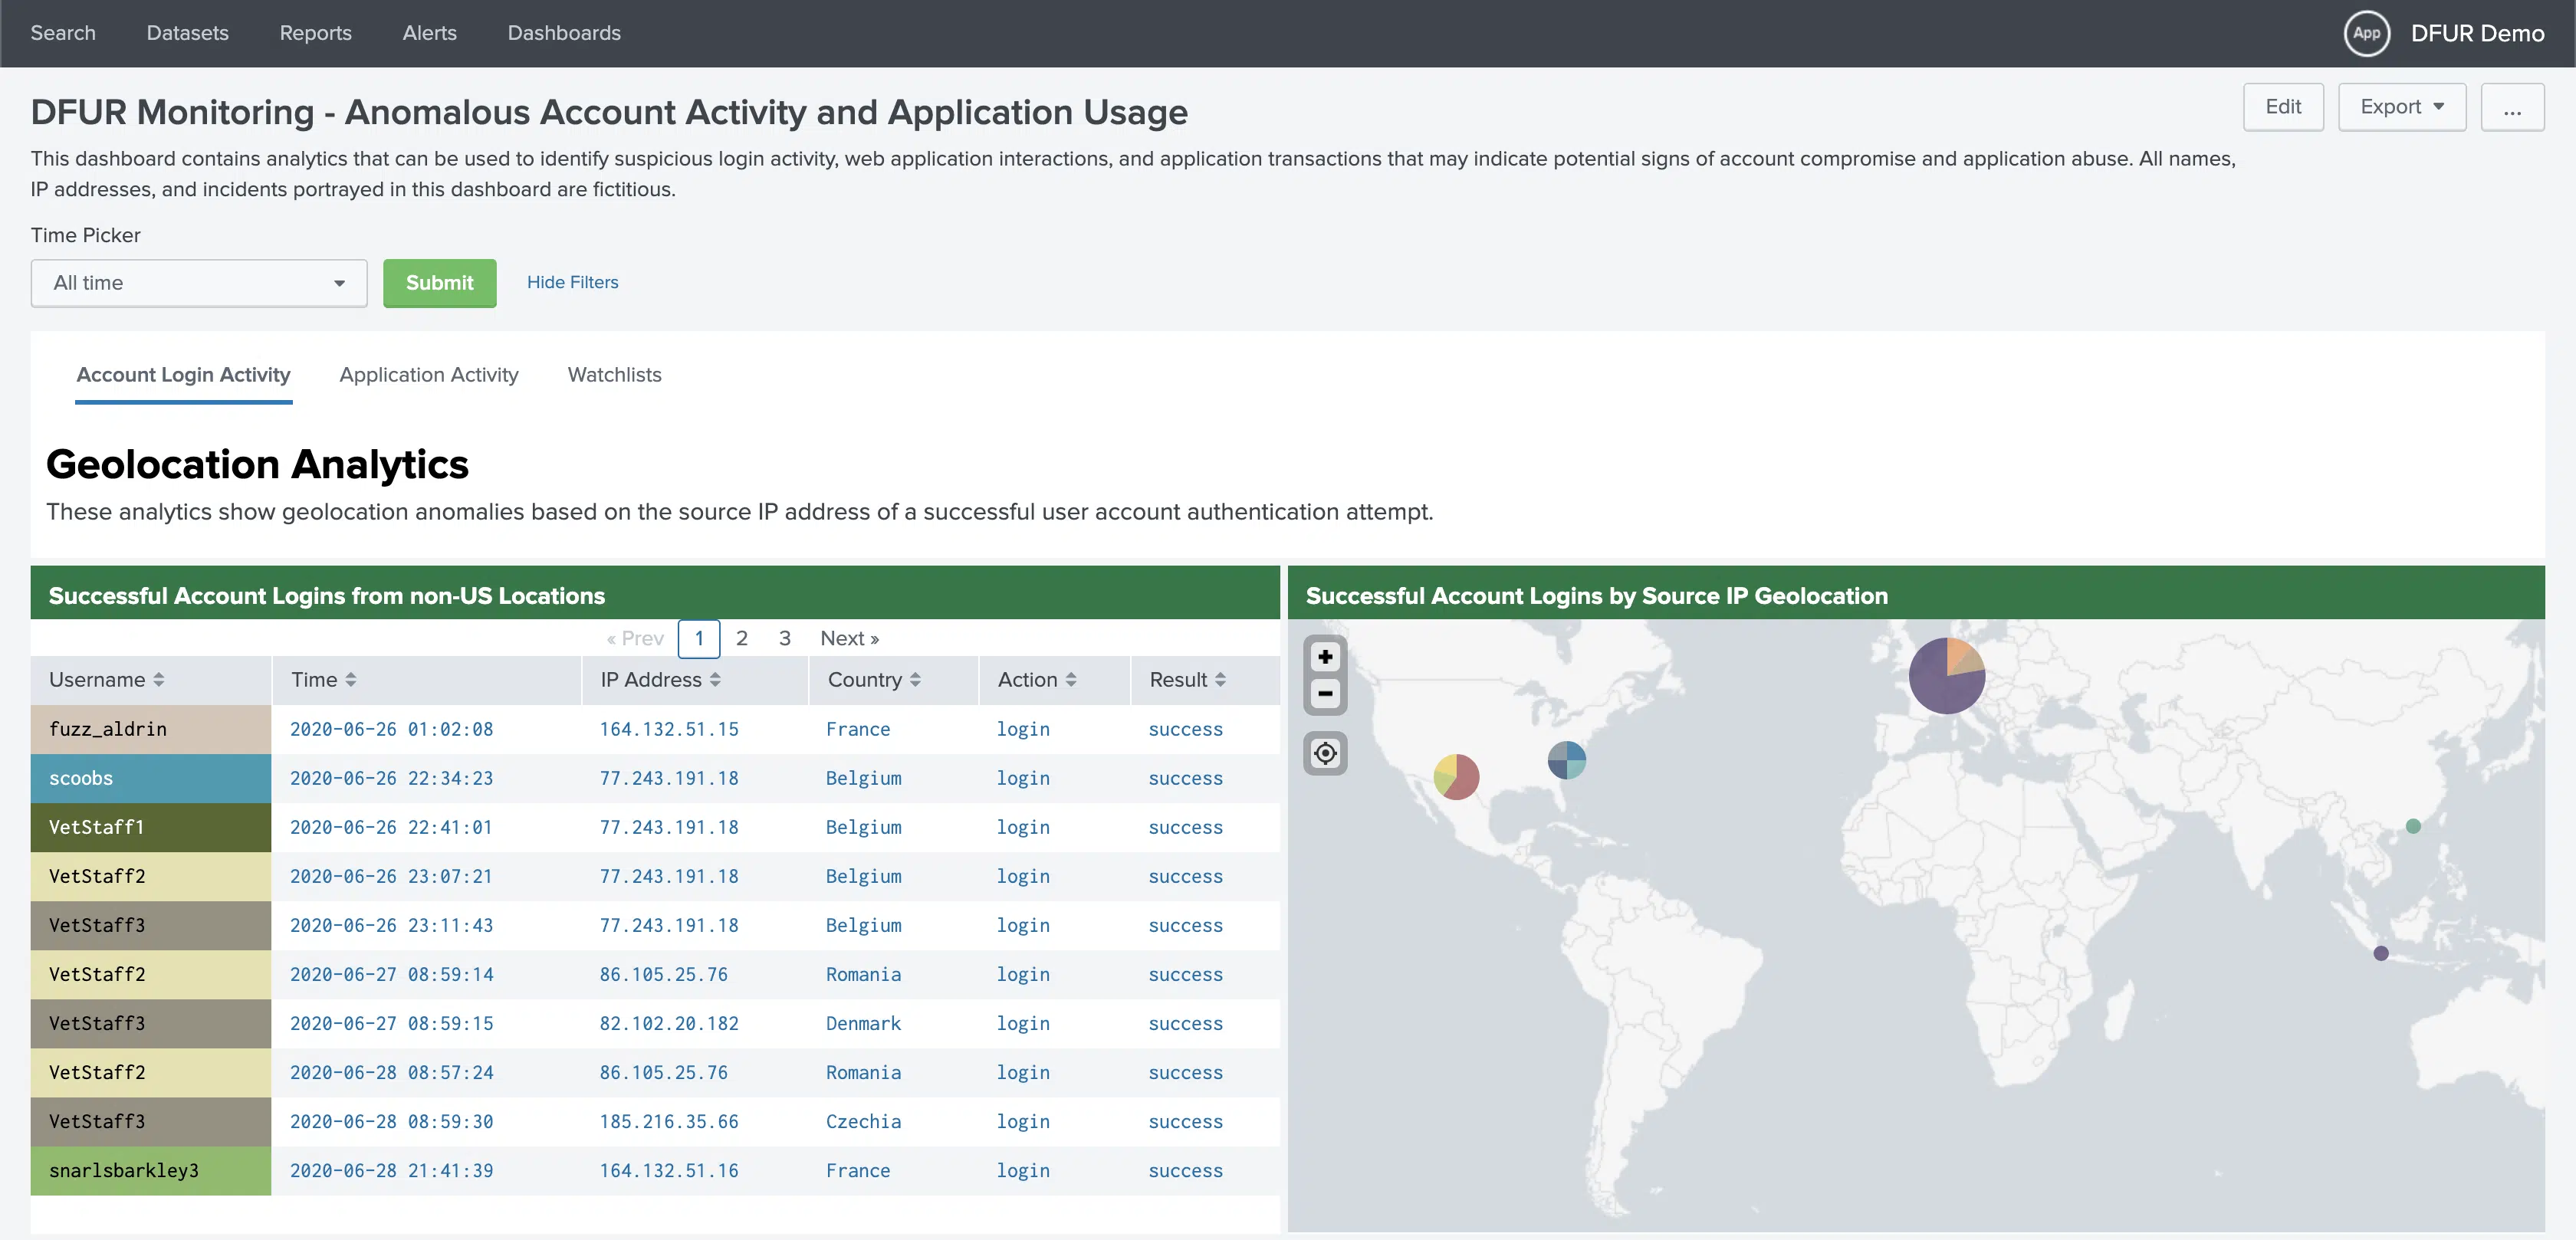 Search Datasets Reports Alerts Dashboards App DFUR Demo
DFUR Monitoring - Anomalous Account Activity and Application Usage
Edit Export ...
This dashboard contains analytics that can be used to identify suspicious login activity, web application interactions, and application transactions that may indicate potential signs of account compromise and application abuse. All names,
IP addresses, and incidents portrayed in this dashboard are fictitious.
Time Picker
All time Submit Hide Filters
Account Login Activity Application Activity Watchlists
Geolocation Analytics
These analytics show geolocation anomalies based on the source IP address of a successful user account authentication attempt.
Successful Account Logins from non-US Locations
« Prev 1 2 3 Next »
Username Time IP Address Country Action Result
fuzz_aldrin 2020-06-26 01:02:08 164.132.51.15 France login success
scoobs 2020-06-26 22:34:23 77.243.191.18 Belgium login success
VetStaff1 2020-06-26 22:41:01 77.243.191.18 Belgium login success
VetStaff2 2020-06-26 23:07:21 77.243.191.18 Belgium login success
VetStaff3 2020-06-26 23:11:43 77.243.191.18 Belgium login success
VetStaff2 2020-06-27 08:59:14 86.105.25.76 Romania login success
VetStaff3 2020-06-27 08:59:15 82.102.20.182 Denmark login success
VetStaff2 2020-06-28 08:57:24 86.105.25.76 Romania login success
VetStaff3 2020-06-28 08:59:30 185.216.35.66 Czechia login success
snarlsbarkley3 2020-06-28 21:41:39 164.132.51.16 France login success
Successful Account Logins by Source IP Geolocation
+
−